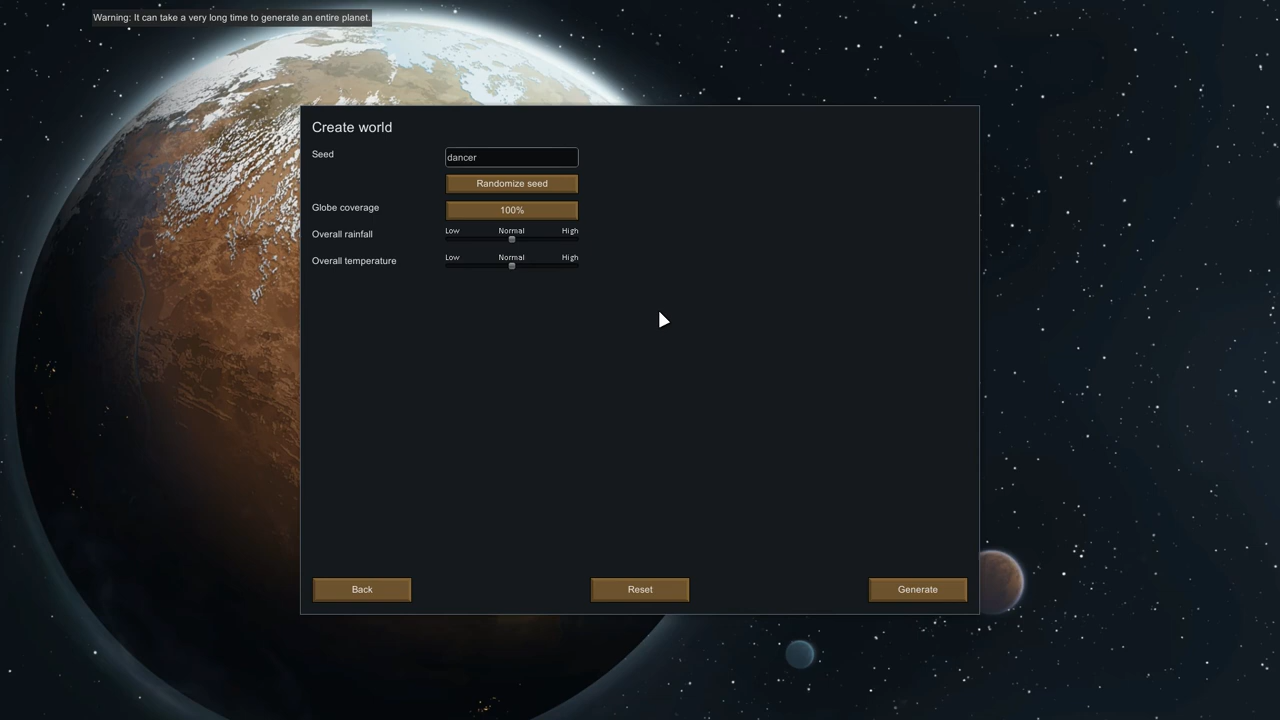 Warning: It can take a very long time to generate an entire planet.
Create world
Seed
dancer
Randomize seed
Globe coverage
100%
Overall rainfall
Low Normal High
Overall temperature
Low Normal High
Back
Reset
Generate